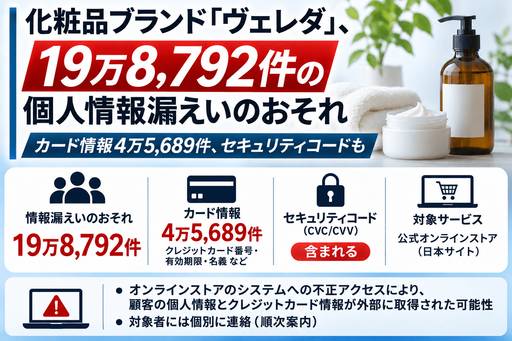 化粧品ブランド「ヴェレダ」、
19万8,792件の
個人情報漏えいのおそれ
カード情報4万5,689件、セキュリティコードも
情報漏えいのおそれ
19万8,792件
カード情報
4万5,689件
クレジットカード番号・
有効期限・名義 など
セキュリティコード
（CVC/CVV）
含まれる
対象サービス
公式オンラインストア
（日本サイト）
• オンラインストアのシステムへの不正アクセスにより、
顧客の個人情報とクレジットカード情報が外部に取得された可能性
• 対象者には個別に連絡（順次案内）